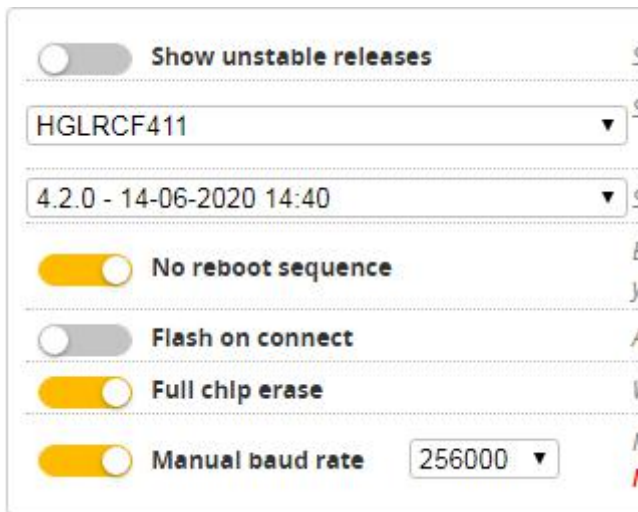 Show unstable releases
HGLRCF411
4.2.0 - 14-06-2020 14:40
No reboot sequence
Flash on connect
Full chip erase
Manual baud rate 256000